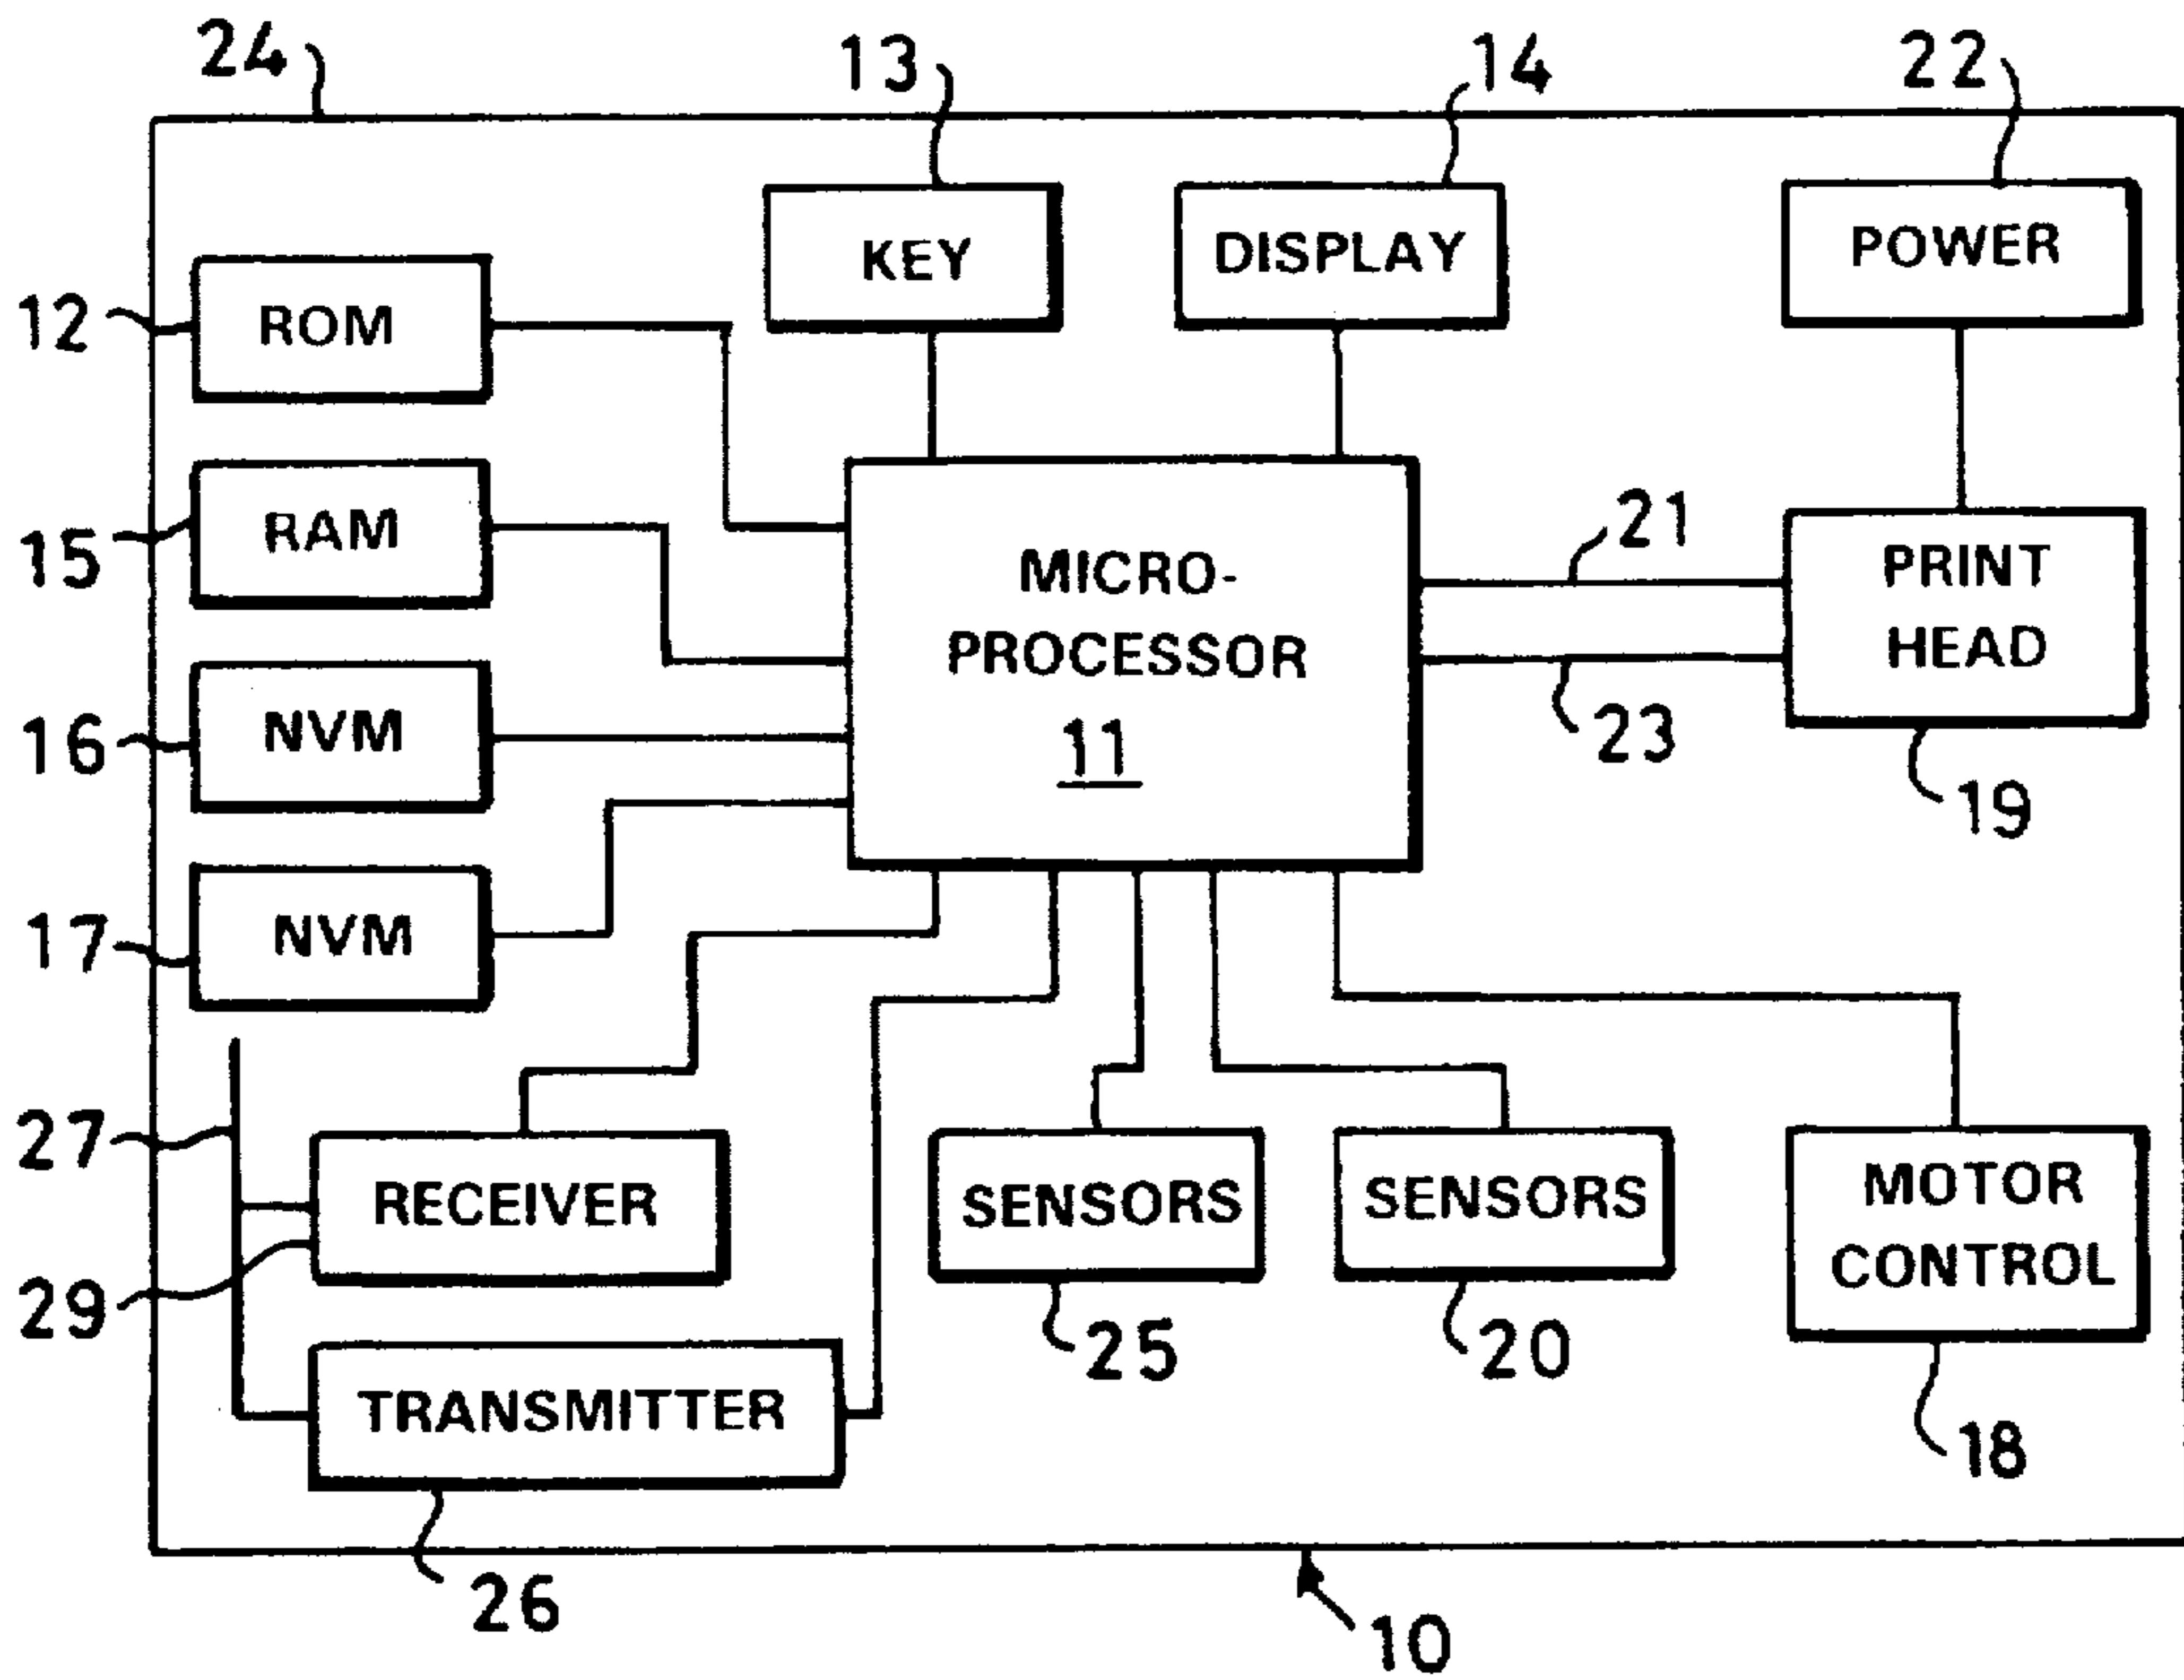 24
13
14
22
KEY
DISPLAY
POWER
12
ROM
15
RAM
MICRO-
PROCESSOR
11
21
23
PRINT
HEAD
19
16
NVM
17
NVM
27
RECEIVER
29
SENSORS
25
SENSORS
20
MOTOR
CONTROL
18
TRANSMITTER
26
10